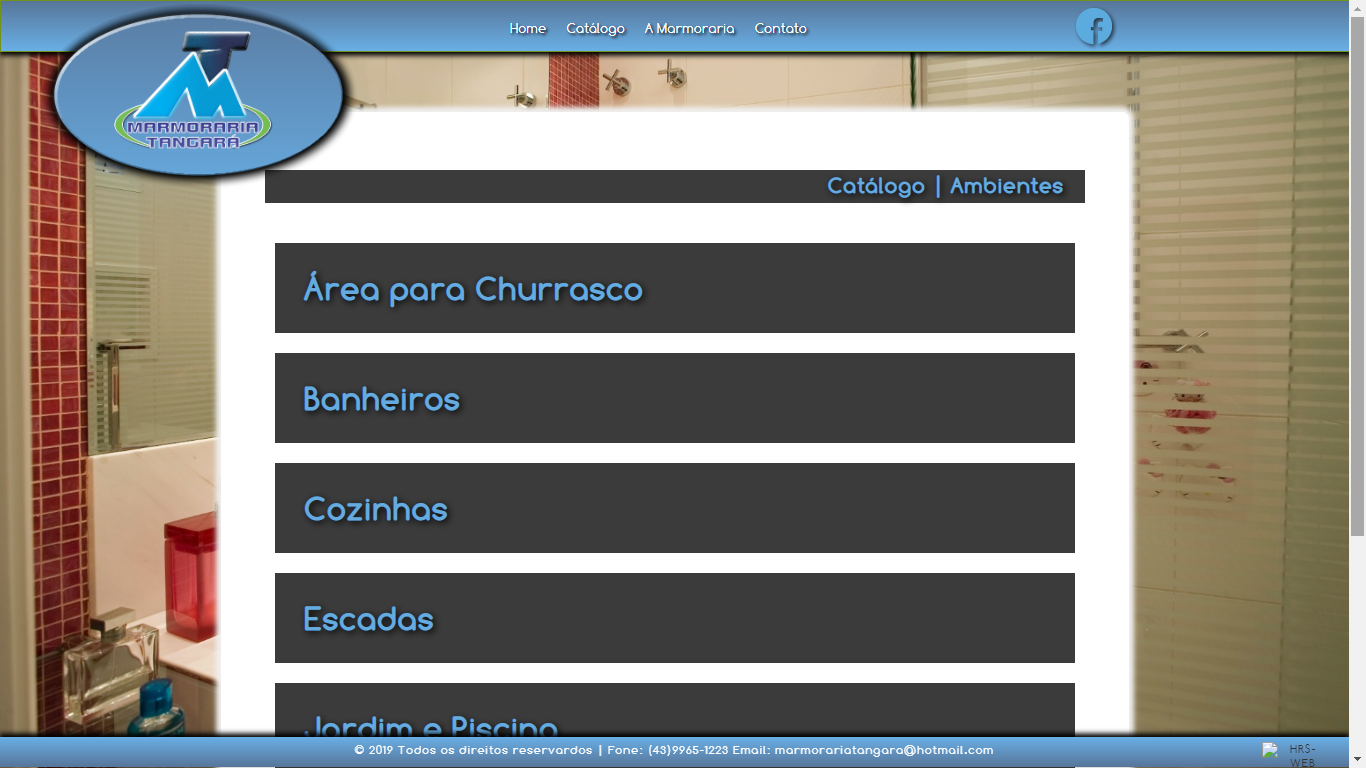 Home Catálogo A Marmoraria Contato
f
MT
MARMORARIA
TANGARÁ
Catálogo | Ambientes
Área para Churrasco
Banheiros
Cozinhas
Escadas
Jardim e Piscina
© 2019 Todos os direitos reservardos | Fone: (43)9965-1223 Email: marmorariatangara@hotmail.com
HRS-
WEB